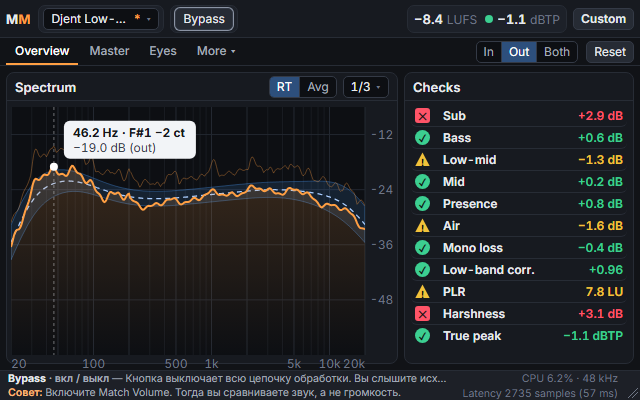 MM Djent Low-... * Bypass −8.4 LUFS −1.1 dBTP Custom
Overview Match Eyes More In Out Both Reset
Spectrum RT Avg 1/3
46.2 Hz · F#1 −2 ct
−19.0 dB (out)
-12
-24
-36
-48
20 100 500 1k 5k 10k 20k
Checks
Sub +2.9 dB
Bass +0.6 dB
Low-mid −1.3 dB
Mid +0.2 dB
Presence +0.8 dB
Air −1.6 dB
Mono loss −0.4 dB
Low-band corr. +0.96
PLR 7.8 LU
Harshness +3.1 dB
True peak −1.1 dBTP
Bypass · вкл / выкл — Кнопка выключает всю цепочку обработки. Вы слышите исх... CPU 6.2% · 48 kHz
Совет: Включите Match Volume. Тогда вы сравниваете звук, а не громкость. Latency 2735 samples (57 ms)